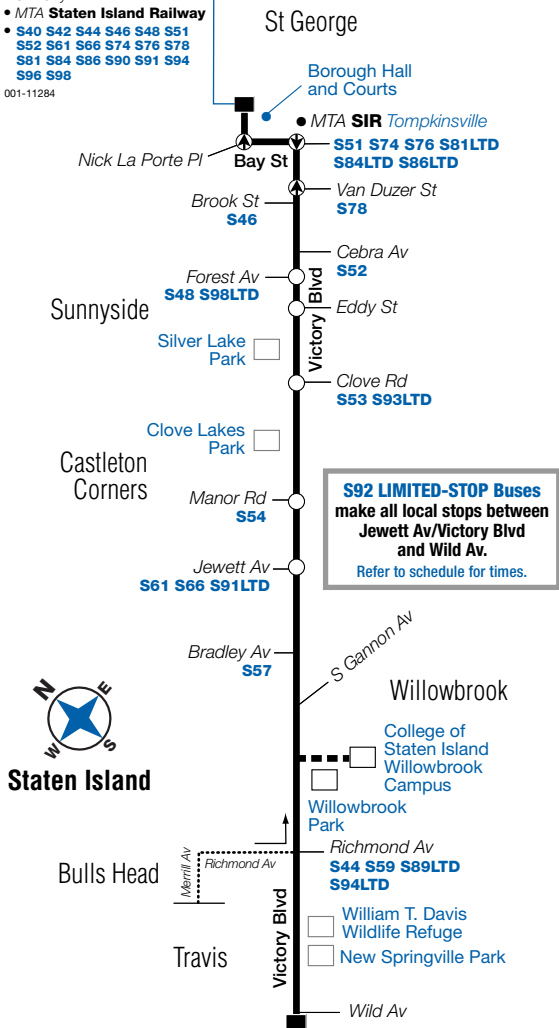 • MTA Staten Island Railway
• S40 S42 S44 S46 S48 S51
S52 S61 S66 S74 S76 S78
S81 S84 S86 S90 S91 S94
S96 S98
001-11284
St George
Borough Hall
and Courts
• MTA SIR Tompkinsville
S51 S74 S76 S81LTD
S84LTD S86LTD
Nick La Porte Pl
Bay St
Van Duzer St
S78
Brook St
S46
Cebra Av
S52
Forest Av
S48 S98LTD
Victory Blvd
Eddy St
Sunnyside
Silver Lake
Park
Clove Rd
S53 S93LTD
Clove Lakes
Park
Castleton
Corners
Manor Rd
S54
S92 LIMITED-STOP Buses
make all local stops between
Jewett Av/Victory Blvd
and Wild Av.
Refer to schedule for times.
Jewett Av
S61 S66 S91LTD
Bradley Av
S57
S Gannon Av
Willowbrook
N
E
W
S
Staten Island
College of
Staten Island
Willowbrook
Campus
Willowbrook
Park
Richmond Av
S44 S59 S89LTD
S94LTD
Bulls Head
Merrill Av
Richmond Av
Victory Blvd
William T. Davis
Wildlife Refuge
New Springville Park
Travis
Wild Av